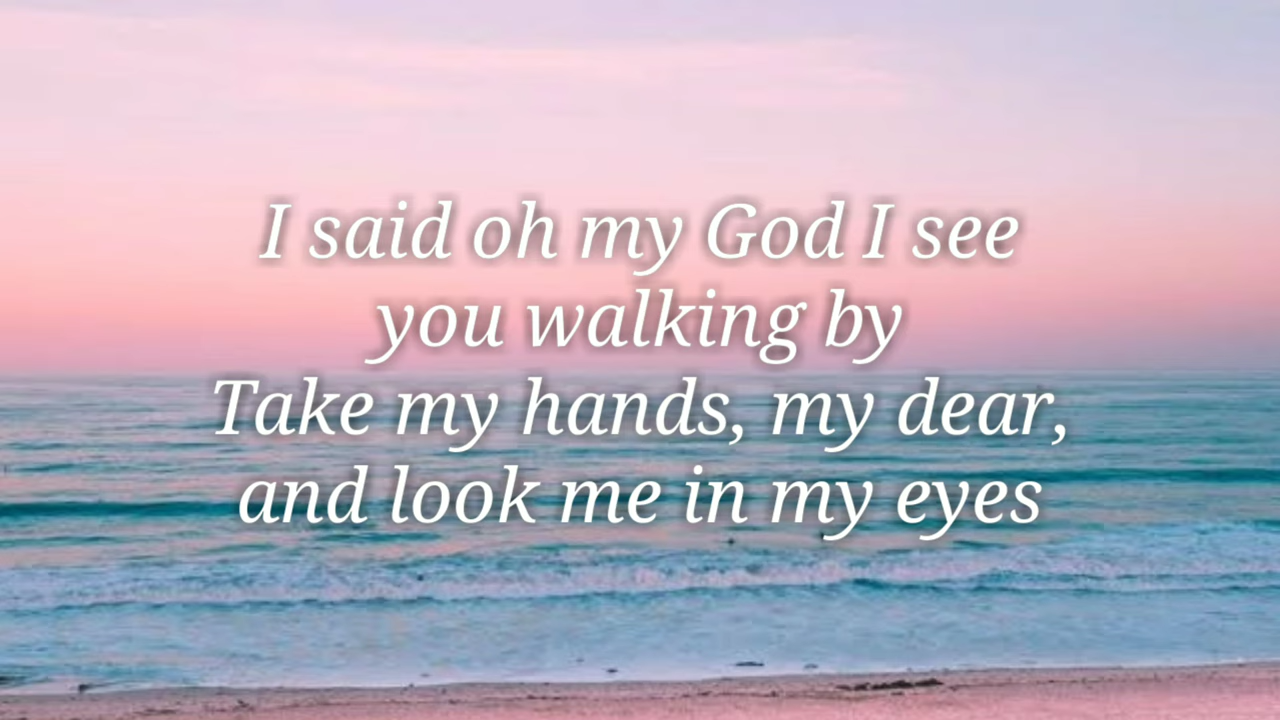 I said oh my God I see
you walking by
Take my hands, my dear,
and look me in my eyes